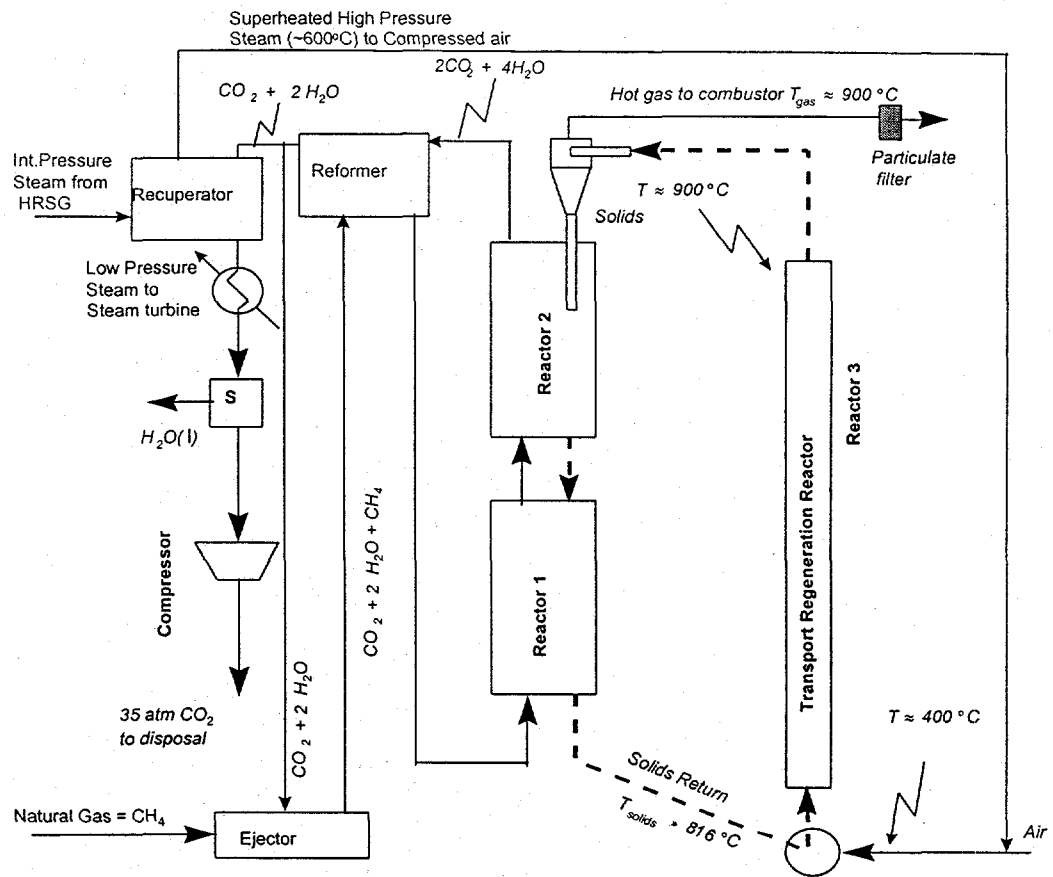 Superheated High Pressure
Steam (~600°C) to Compressed air
2CO2 + 4H2O
CO2 + 2 H2O
Hot gas to combustor Tgas ≈ 900°C
Int.Pressure
Steam from
HRSG
Recuperator
Reformer
Particulate
filter
T ≈ 900°C
Solids
Low Pressure
Steam to
Steam turbine
Reactor 2
Reactor 3
S
H2O(l)
Transport Regeneration Reactor
Compressor
CO2 + 2 H2O + CH4
Reactor 1
CO2 + 2 H2O
35 atm CO2
to disposal
T ≈ 400°C
Solids Return
Tsolids 816 °C
Natural Gas = CH4
Ejector
Air